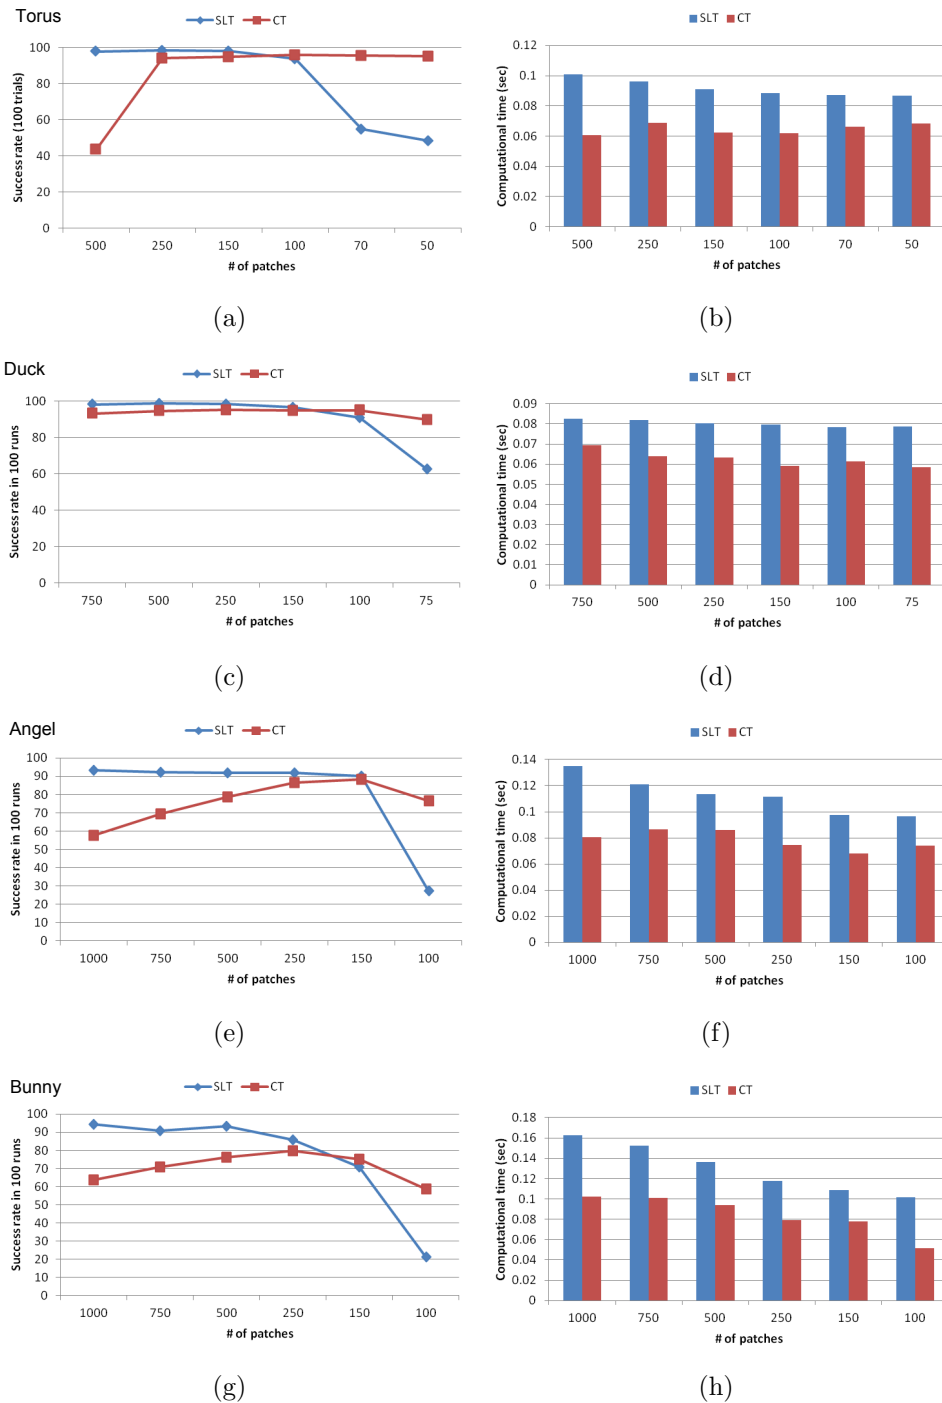 Torus
SLT CT
Success rate (100 trials)
100
80
60
40
20
0
500 250 150 100 70 50
# of patches
(a)
SLT CT
Computational time (sec)
0.12
0.1
0.08
0.06
0.04
0.02
0
500 250 150 100 70 50
# of patches
(b)
Duck
SLT CT
Success rate in 100 runs
100
80
60
40
20
0
750 500 250 150 100 75
# of patches
(c)
SLT CT
Computational time (sec)
0.09
0.08
0.07
0.06
0.05
0.04
0.03
0.02
0.01
0
750 500 250 150 100 75
# of patches
(d)
Angel
SLT CT
Success rate in 100 runs
100
90
80
70
60
50
40
30
20
10
0
1000 750 500 250 150 100
# of patches
(e)
SLT CT
Computational time (sec)
0.14
0.12
0.1
0.08
0.06
0.04
0.02
0
1000 750 500 250 150 100
# of patches
(f)
Bunny
SLT CT
Success rate in 100 runs
100
90
80
70
60
50
40
30
20
10
0
1000 750 500 250 150 100
# of patches
(g)
SLT CT
Computational time (sec)
0.18
0.16
0.14
0.12
0.1
0.08
0.06
0.04
0.02
0
1000 750 500 250 150 100
# of patches
(h)